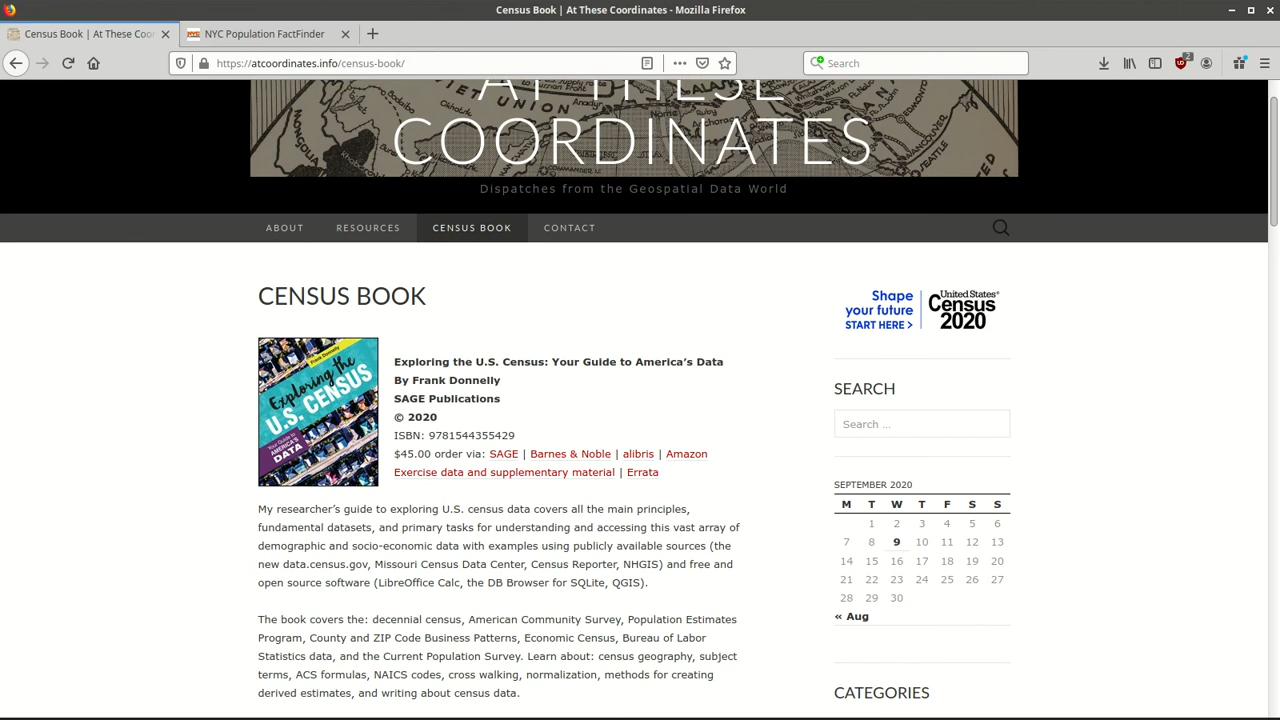 Census Book | At These Coordinates - Mozilla Firefox
Census Book | At These Coor
NYC Population FactFinder
https://atcoordinates.info/census-book/
Search
2
AT THESE
COORDINATES
Dispatches from the Geospatial Data World
ABOUT
RESOURCES
CENSUS BOOK
CONTACT
CENSUS BOOK
Frank Donnelly
Exploring the
U.S. CENSUS
Your Guide to
AMERICA'S
DATA
Exploring the U.S. Census: Your Guide to America's Data
By Frank Donnelly
SAGE Publications
© 2020
ISBN: 9781544355429
$45.00 order via: SAGE | Barnes & Noble | alibris | Amazon
Exercise data and supplementary material | Errata
My researcher's guide to exploring U.S. census data covers all the main principles,
fundamental datasets, and primary tasks for understanding and accessing this vast array of
demographic and socio-economic data with examples using publicly available sources (the
new data.census.gov, Missouri Census Data Center, Census Reporter, NHGIS) and free and
open source software (LibreOffice Calc, the DB Browser for SQLite, QGIS).
The book covers the: decennial census, American Community Survey, Population Estimates
Program, County and ZIP Code Business Patterns, Economic Census, Bureau of Labor
Statistics data, and the Current Population Survey. Learn about: census geography, subject
terms, ACS formulas, NAICS codes, cross walking, normalization, methods for creating
derived estimates, and writing about census data.
Shape
your future
START HERE >
United States®
Census
2020
SEARCH
Search ...
SEPTEMBER 2020
M T W T F S S
1 2 3 4 5 6
7 8 9 10 11 12 13
14 15 16 17 18 19 20
21 22 23 24 25 26 27
28 29 30
« Aug
CATEGORIES